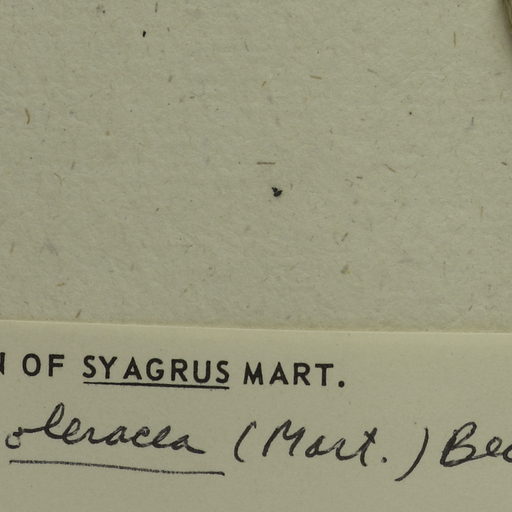 N OF SYAGRUS MART.
oleracea (Mart.) Bec